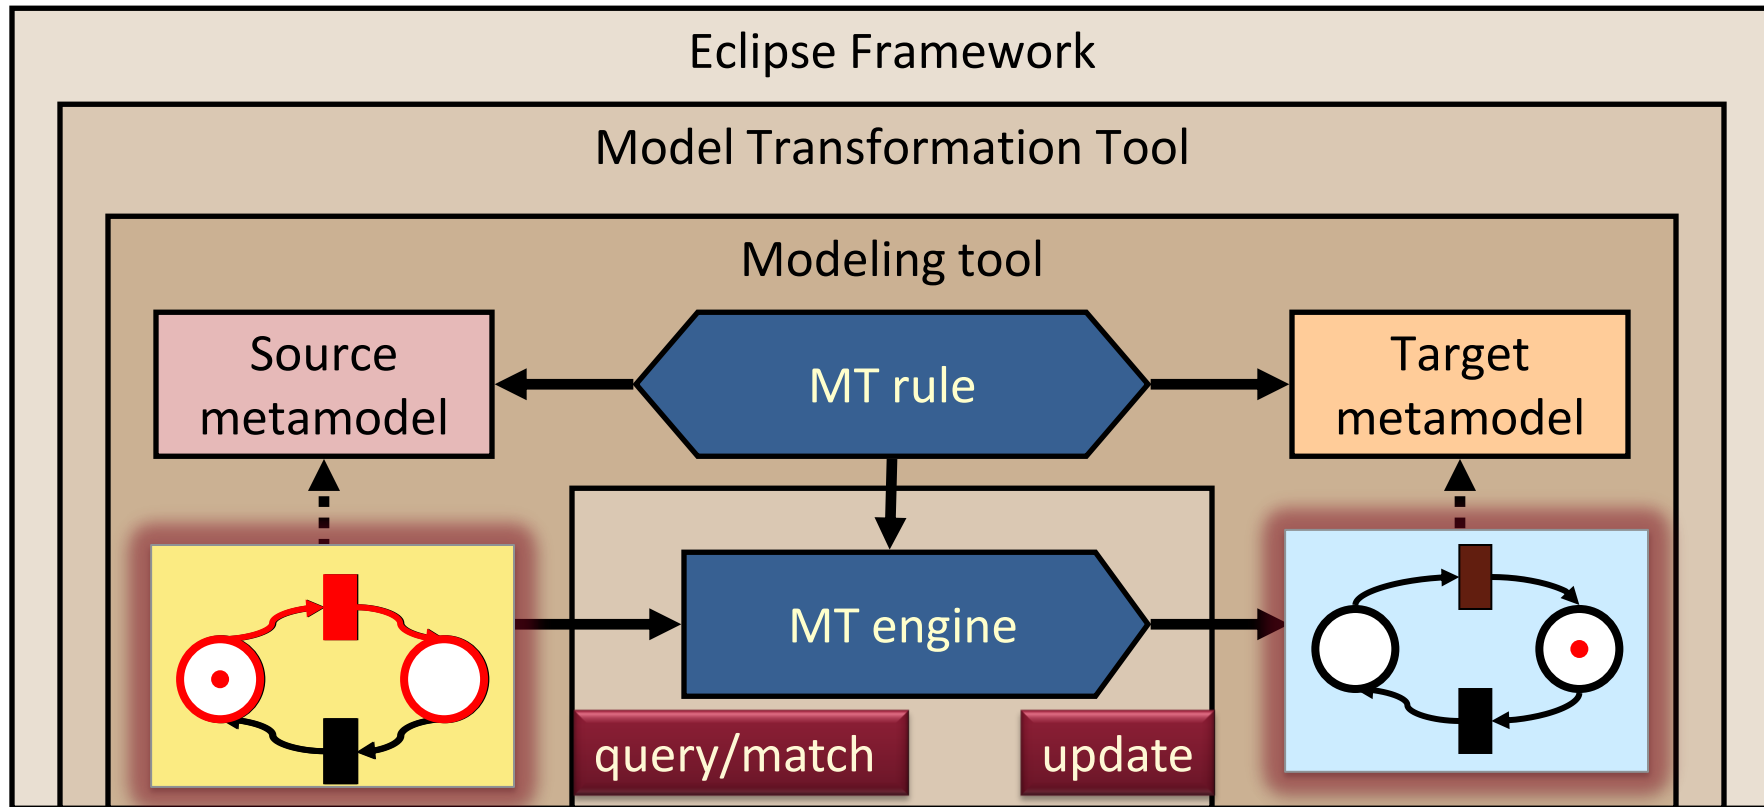 Eclipse Framework
Model Transformation Tool
Modeling tool
Source
metamodel
MT rule
Target
metamodel
MT engine
query/match
update